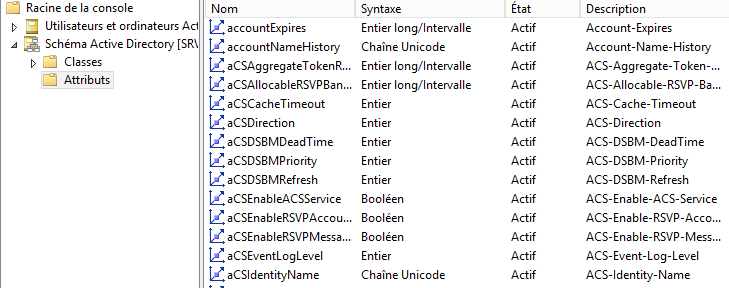 Racine de la console
Utilisateurs et ordinateurs Act
Schéma Active Directory [SRV
Classes
Attributs
Nom Syntaxe État Description
accountExpires Entier long/Intervalle Actif Account-Expires
accountNameHistory Chaîne Unicode Actif Account-Name-History
aCSAggregateTokenR... Entier long/Intervalle Actif ACS-Aggregate-Token-...
aCSAllocableRSVPBan... Entier long/Intervalle Actif ACS-Allocable-RSVP-Ba...
aCSCacheTimeout Entier Actif ACS-Cache-Timeout
aCSDirection Entier Actif ACS-Direction
aCSDSBMDeadTime Entier Actif ACS-DSBM-DeadTime
aCSDSBMPriority Entier Actif ACS-DSBM-Priority
aCSDSBMRefresh Entier Actif ACS-DSBM-Refresh
aCSEnableACSService Booléen Actif ACS-Enable-ACS-Service
aCSEnableRSVPAccou... Booléen Actif ACS-Enable-RSVP-Acco...
aCSEnableRSVPMessa... Booléen Actif ACS-Enable-RSVP-Mess...
aCSEventLogLevel Entier Actif ACS-Event-Log-Level
aCSIdentityName Chaîne Unicode Actif ACS-Identity-Name